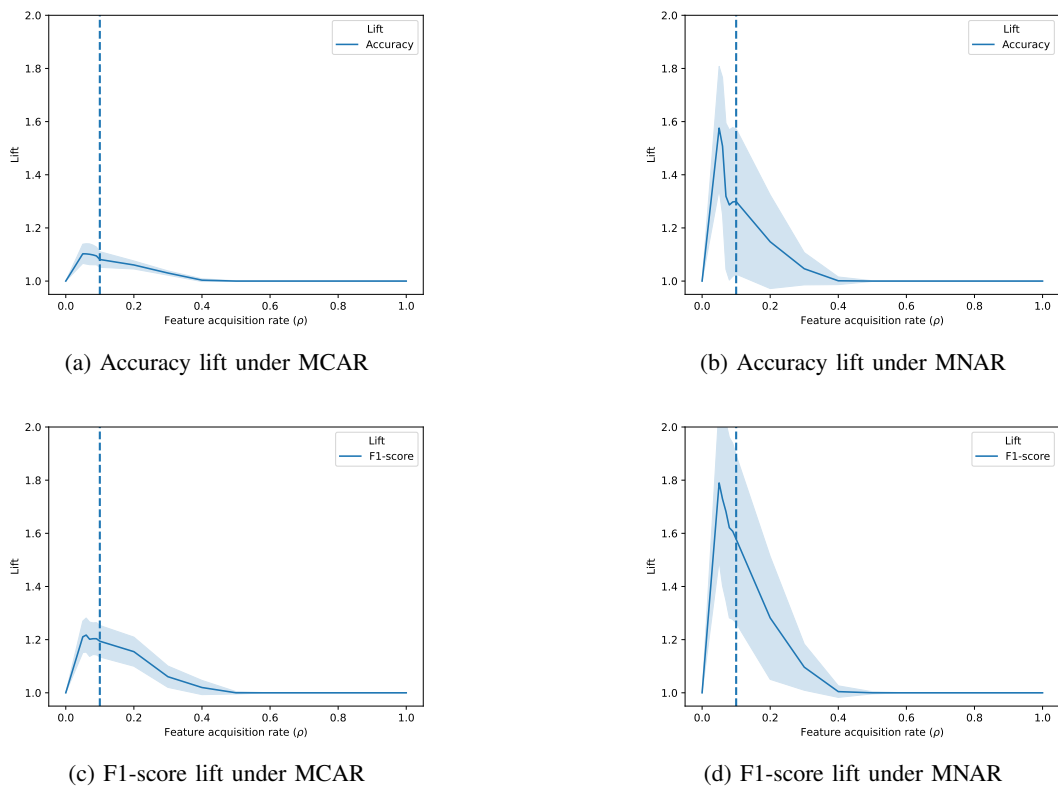 2.0
1.8
1.6
1.4
1.2
1.0
Lift
Lift
Accuracy
0.0 0.2 0.4 0.6 0.8 1.0
Feature acquisition rate (ρ)
(a) Accuracy lift under MCAR
2.0
1.8
1.6
1.4
1.2
1.0
Lift
Lift
Accuracy
0.0 0.2 0.4 0.6 0.8 1.0
Feature acquisition rate (ρ)
(b) Accuracy lift under MNAR
2.0
1.8
1.6
1.4
1.2
1.0
Lift
Lift
F1-score
0.0 0.2 0.4 0.6 0.8 1.0
Feature acquisition rate (ρ)
(c) F1-score lift under MCAR
2.0
1.8
1.6
1.4
1.2
1.0
Lift
Lift
F1-score
0.0 0.2 0.4 0.6 0.8 1.0
Feature acquisition rate (ρ)
(d) F1-score lift under MNAR